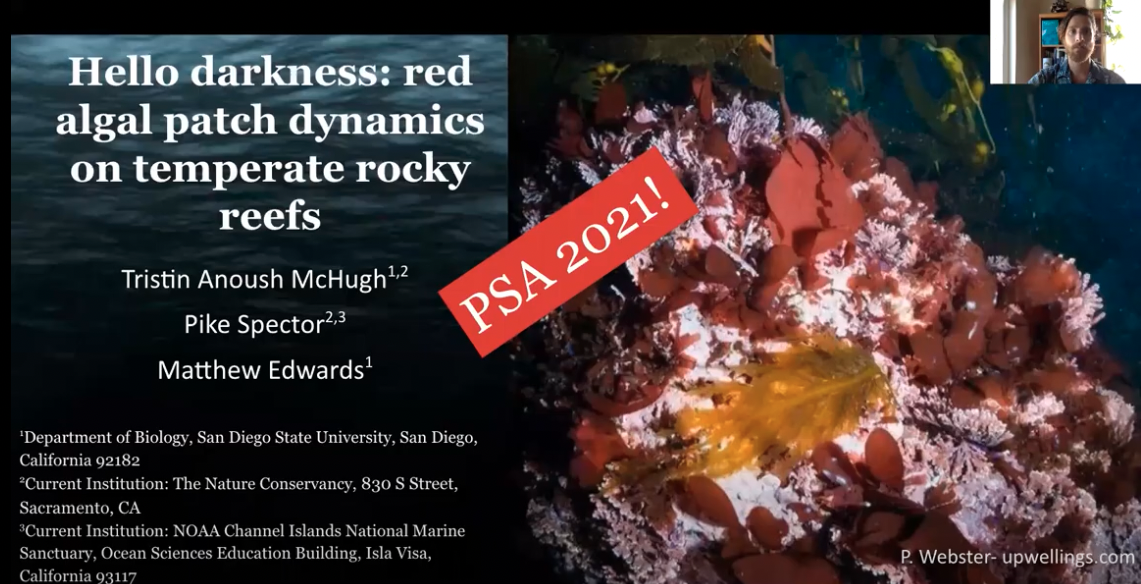 Hello darkness: red
algal patch dynamics
on temperate rocky
reefs
Tristin Anoush McHugh1,2
Pike Spector2,3
Matthew Edwards1
1Department of Biology, San Diego State University, San Diego,
California 92182
2Current Institution: The Nature Conservancy, 830 S Street,
Sacramento, CA
3Current Institution: NOAA Channel Islands National Marine
Sanctuary, Ocean Sciences Education Building, Isla Visa,
California 93117
PSA 2021!
P. Webster- upwellings.com